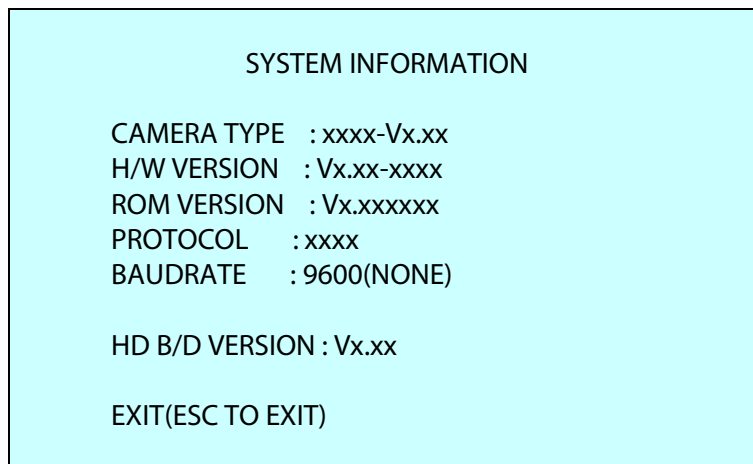 SYSTEM INFORMATION
CAMERA TYPE : xxxx-Vx.xx
H/W VERSION : Vx.xx-xxxx
ROM VERSION : Vx.xxxxxx
PROTOCOL : xxxx
BAUDRATE : 9600(NONE)
HD B/D VERSION : Vx.xx
EXIT(ESC TO EXIT)